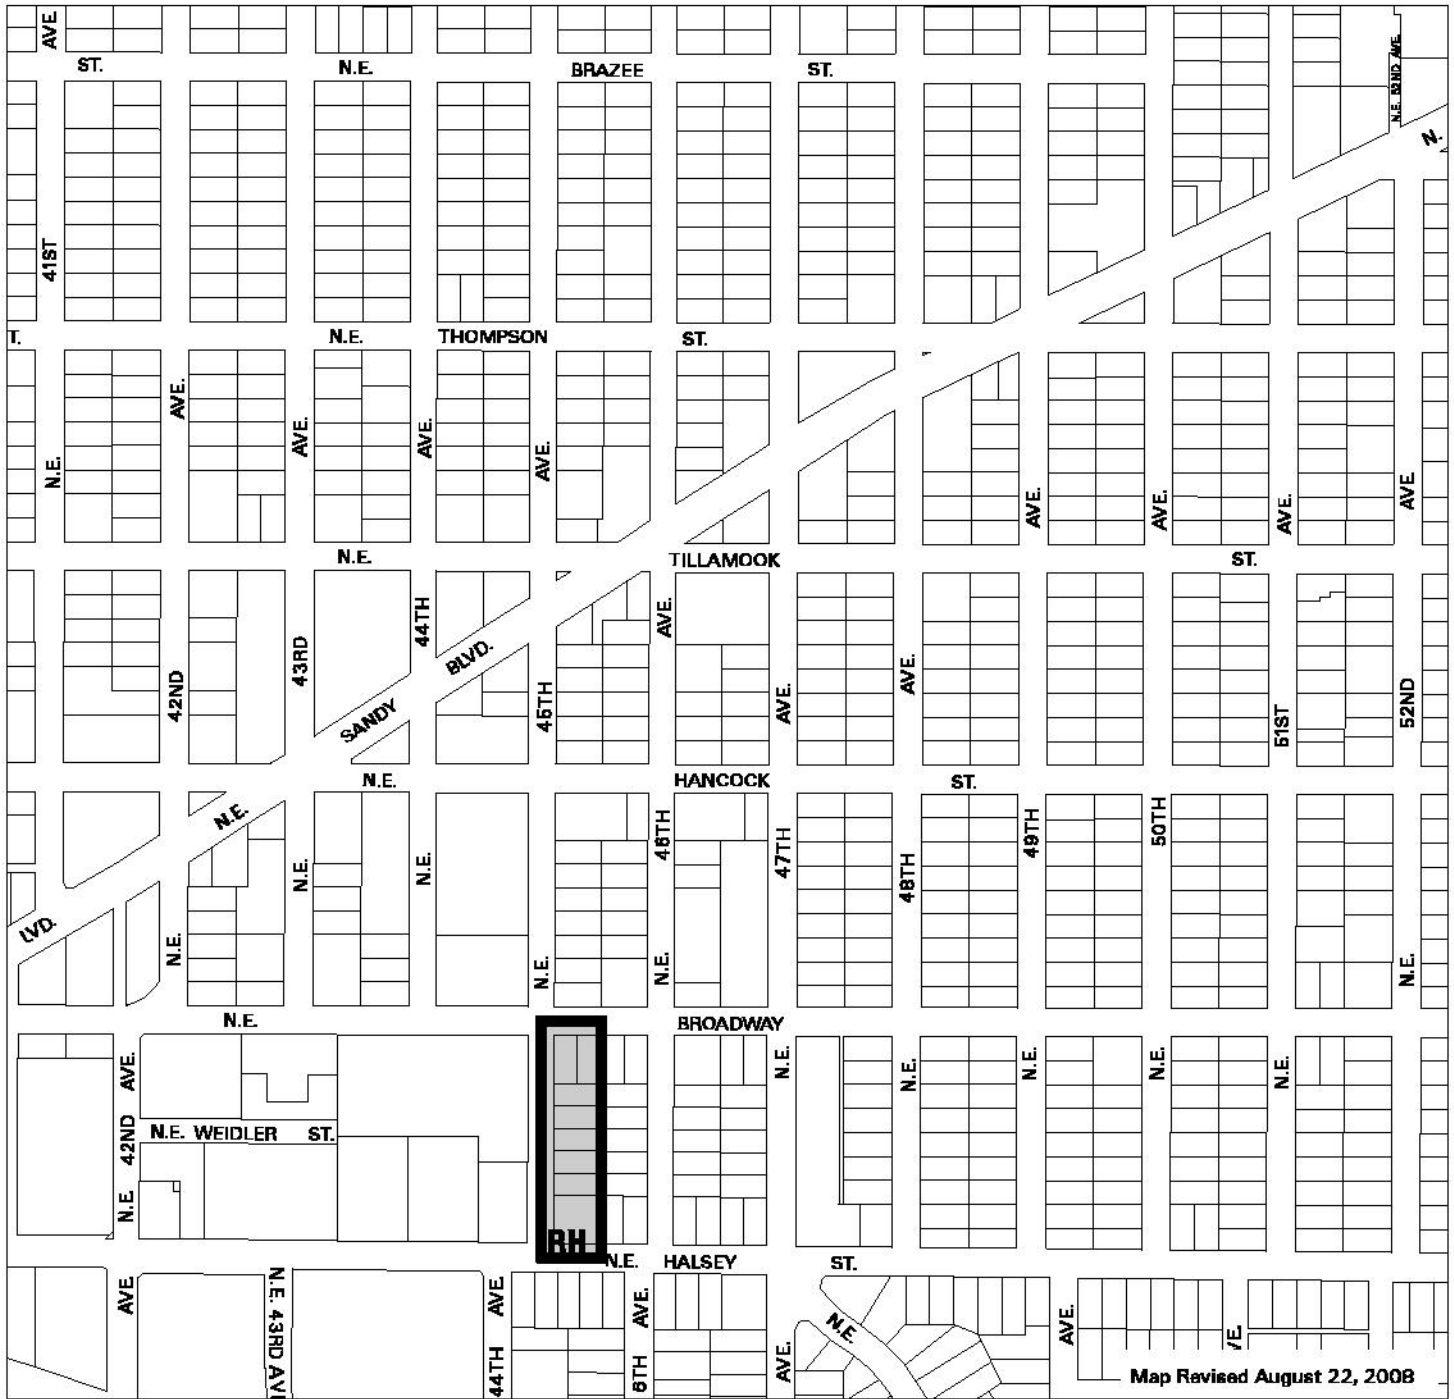 AVE.
ST.
N.E.
BRAZEE
ST.
N.E. 52ND AVE.
N.
41ST
T.
N.E.
THOMPSON
ST.
AVE.
AVE.
AVE.
AVE.
N.E.
AVE.
AVE.
AVE.
AVE.
N.E.
TILLAMOOK
ST.
44TH
AVE.
43RD
BLVD.
AVE.
42ND
SANDY
45TH
AVE.
51ST
52ND
N.E.
HANCOCK
ST.
N.E.
46TH
47TH
49TH
50TH
N.E.
N.E.
48TH
LVD.
N.E.
N.E.
N.E.
N.E.
N.E.
BROADWAY
AVE.
N.E.
N.E.
N.E.
N.E.
N.E.
42ND
N.E. WEIDLER ST.
N.E.
RH
N.E. HALSEY
ST.
AVE.
N.E. 43RD AV
AVE.
44TH
AVE.
6TH
N.E.
AVE.
AVE.
VE.
Map Revised August 22, 2008